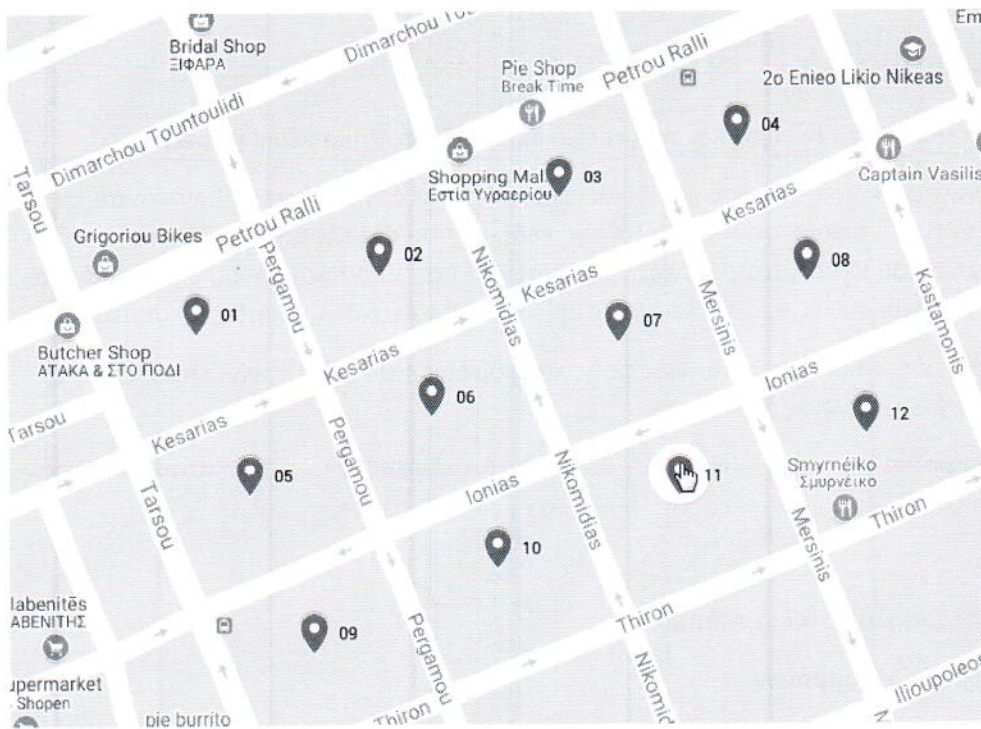 Em
Bridal Shop
ΞΙΦΑΡΑ
Dimarchou Tount
Pie Shop
Break Time
Petrou Ralli
2o Enieo Likio Nikeas
Dimarchou Tountoulidi
04
Tarsou
Shopping Mal
Εστία Υγραερίου
03
Captain Vasilis
Kesarias
Petrou Ralli
Grigoriou Bikes
Pergamou
02
Nikomidias
Kesarias
08
01
07
Mersinis
Kastamonis
Butcher Shop
ΑΤΑΚΑ & ΣΤΟ ΠΟΔΙ
Kesarias
Ionias
06
12
Tarsou
Kesarias
Pergamou
05
Ionias
Nikomidias
11
Smyrnéiko
Σμυρνέικο
Tarsou
Thiron
Mersinis
10
labenitēs
ΑΒΕΝΙΤΗΣ
09
Pergamou
Thiron
Nikomid
Ilioupoleos
upermarket
Shopen
pie burrito
Thiron